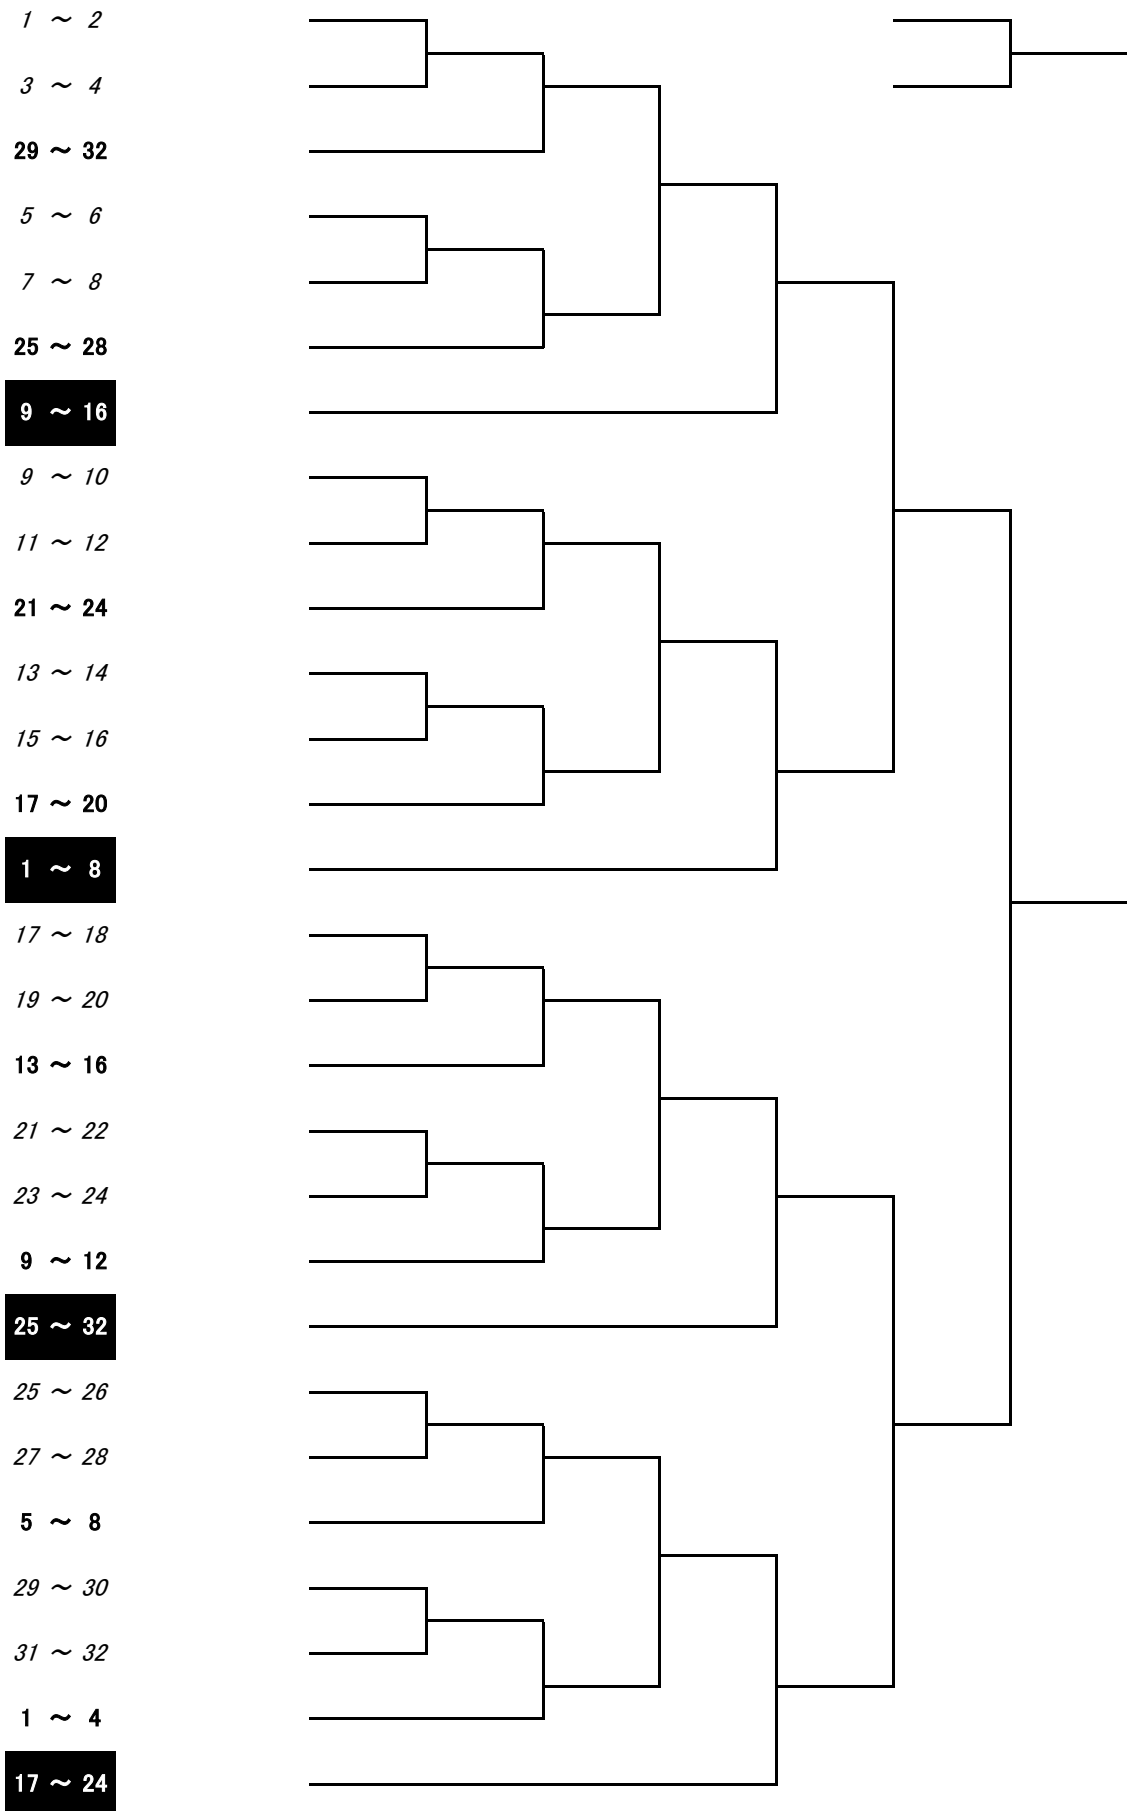 1 ～ 2
3 ～ 4
29 ～ 32
5 ～ 6
7 ～ 8
25 ～ 28
9 ～ 16
9 ～ 10
11 ～ 12
21 ～ 24
13 ～ 14
15 ～ 16
17 ～ 20
1 ～ 8
17 ～ 18
19 ～ 20
13 ～ 16
21 ～ 22
23 ～ 24
9 ～ 12
25 ～ 32
25 ～ 26
27 ～ 28
5 ～ 8
29 ～ 30
31 ～ 32
1 ～ 4
17 ～ 24